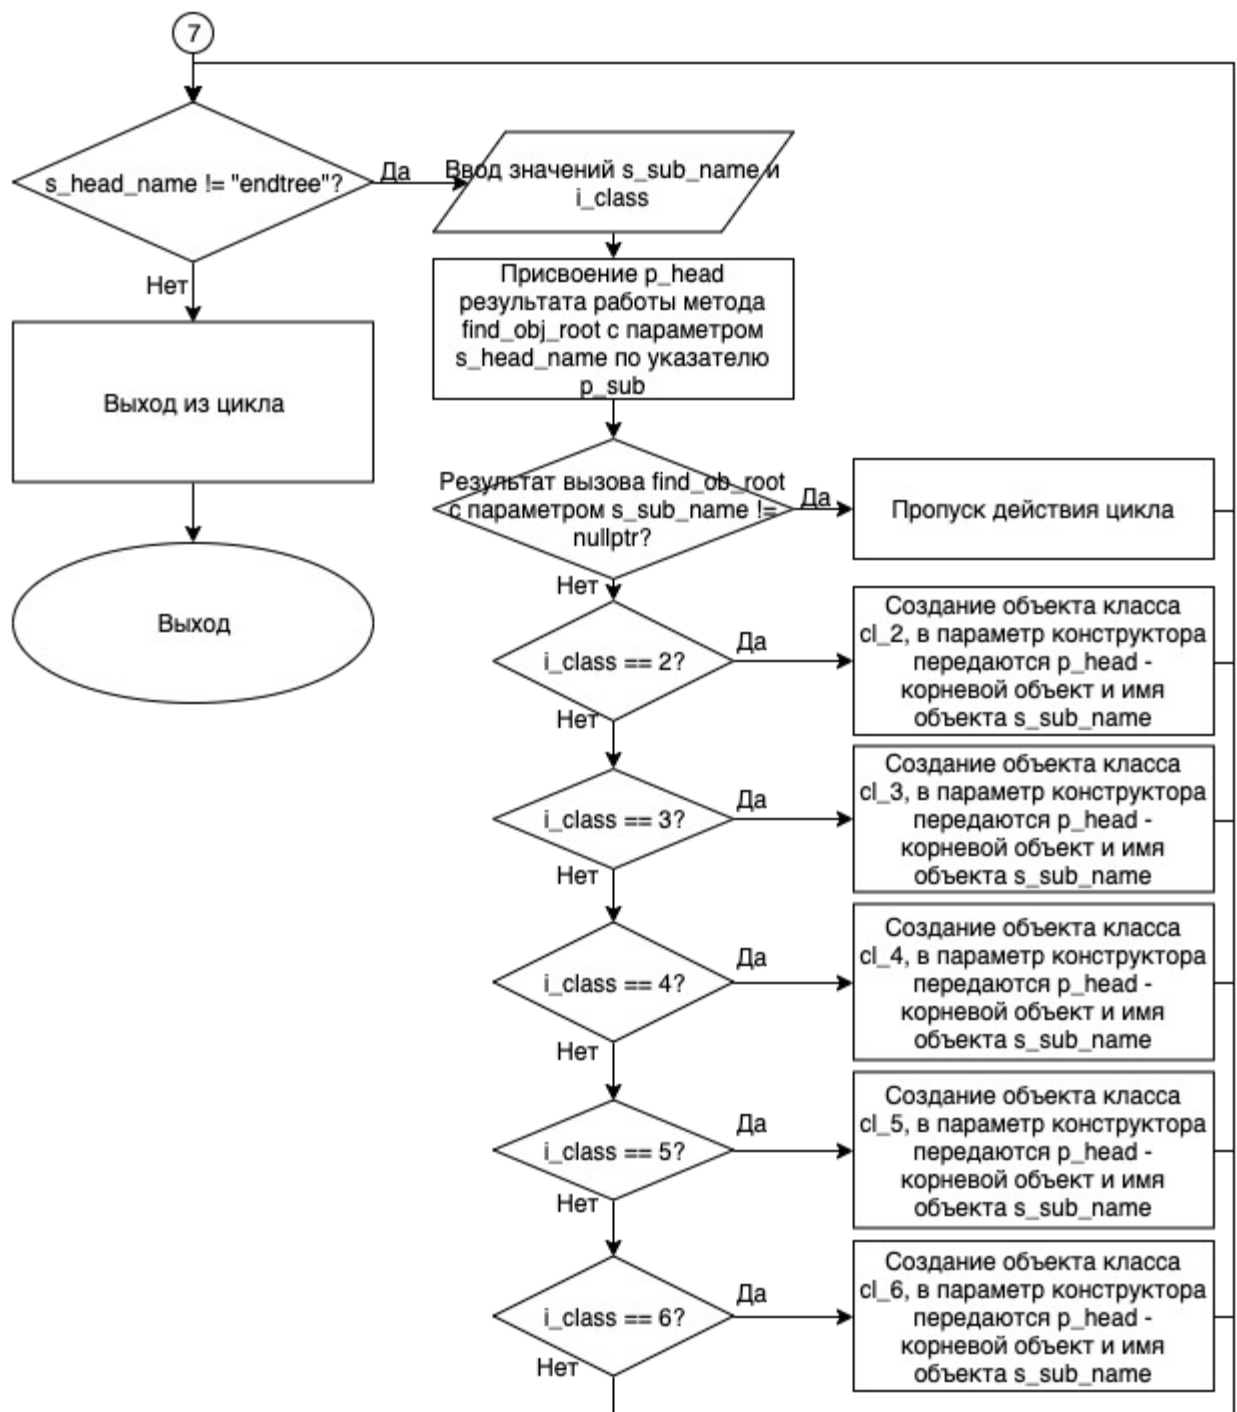 7
s_head_name != "endtree"?
Да
Ввод значений s_sub_name и
i_class
Нет
Присвоение p_head
результата работы метода
find_obj_root с параметром
s_head_name по указателю
p_sub
Выход из цикла
Результат вызова find_ob_root
с параметром s_sub_name !=
nullptr?
Да
Пропуск действия цикла
Выход
Нет
i_class == 2?
Да
Создание объекта класса
cl_2, в параметр конструктора
передаются p_head -
корневой объект и имя
объекта s_sub_name
Нет
i_class == 3?
Да
Создание объекта класса
cl_3, в параметр конструктора
передаются p_head -
корневой объект и имя
объекта s_sub_name
Нет
i_class == 4?
Да
Создание объекта класса
cl_4, в параметр конструктора
передаются p_head -
корневой объект и имя
объекта s_sub_name
Нет
i_class == 5?
Да
Создание объекта класса
cl_5, в параметр конструктора
передаются p_head -
корневой объект и имя
объекта s_sub_name
Нет
i_class == 6?
Да
Создание объекта класса
cl_6, в параметр конструктора
передаются p_head -
корневой объект и имя
объекта s_sub_name
Нет